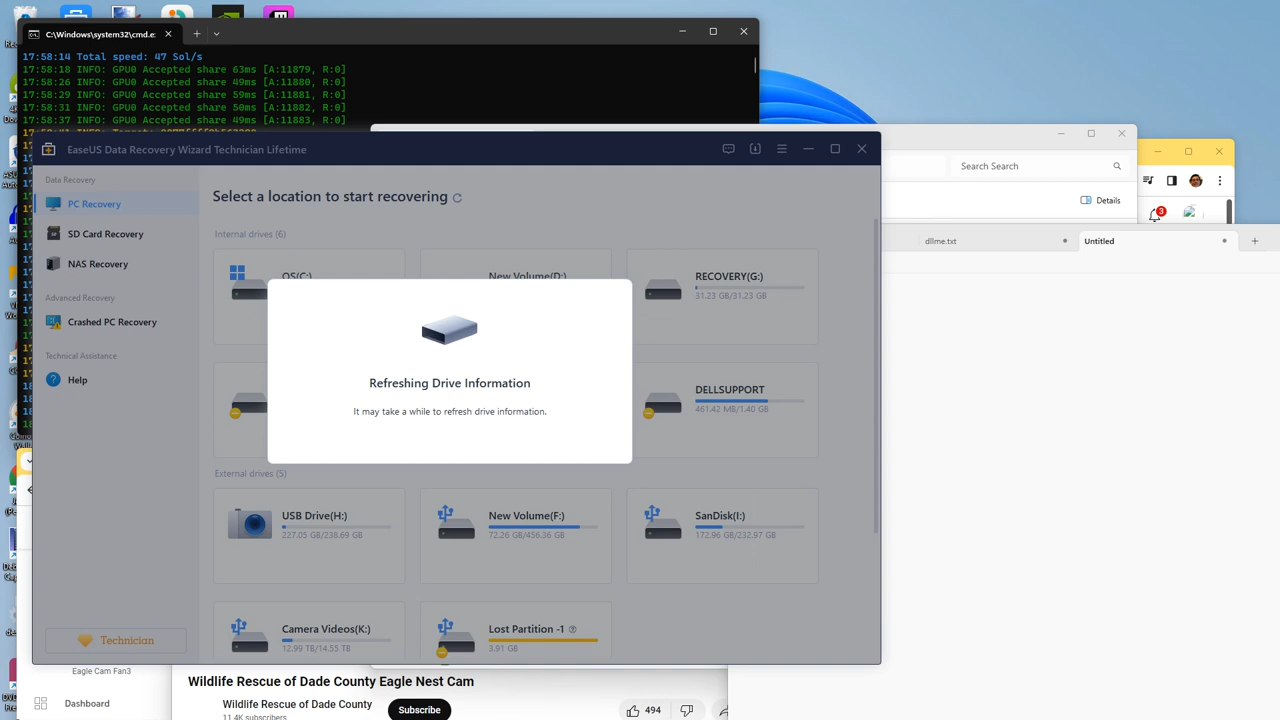 C:\Windows\system32\cmd.e:
17:58:14 Total speed: 47 Sol/s
17:58:18 INFO: GPU0 Accepted share 63ms [A:11879, R:0]
17:58:26 INFO: GPU0 Accepted share 49ms [A:11880, R:0]
17:58:29 INFO: GPU0 Accepted share 59ms [A:11881, R:0]
17:58:31 INFO: GPU0 Accepted share 50ms [A:11882, R:0]
17:58:37 INFO: GPU0 Accepted share 49ms [A:11883, R:0]
EaseUS Data Recovery Wizard Technician Lifetime
Search Search
Details
3
dllme.txt
Untitled
Data Recovery
PC Recovery
SD Card Recovery
NAS Recovery
Advanced Recovery
Crashed PC Recovery
Technical Assistance
Help
Technician
Select a location to start recovering
Internal drives (6)
OS(C:)
New Volume(D:)
RECOVERY(G:)
31.23 GB/31.23 GB
DELLSUPPORT
461.42 MB/1.40 GB
Refreshing Drive Information
It may take a while to refresh drive information.
External drives (5)
USB Drive(H:)
227.05 GB/238.69 GB
New Volume(F:)
72.26 GB/456.36 GB
SanDisk(I:)
172.96 GB/232.97 GB
Camera Videos(K:)
12.99 TB/14.55 TB
Lost Partition -1
3.91 GB
Eagle Cam Fan3
Dashboard
Wildlife Rescue of Dade County Eagle Nest Cam
Wildlife Rescue of Dade County
11.4K subscribers
Subscribe
494